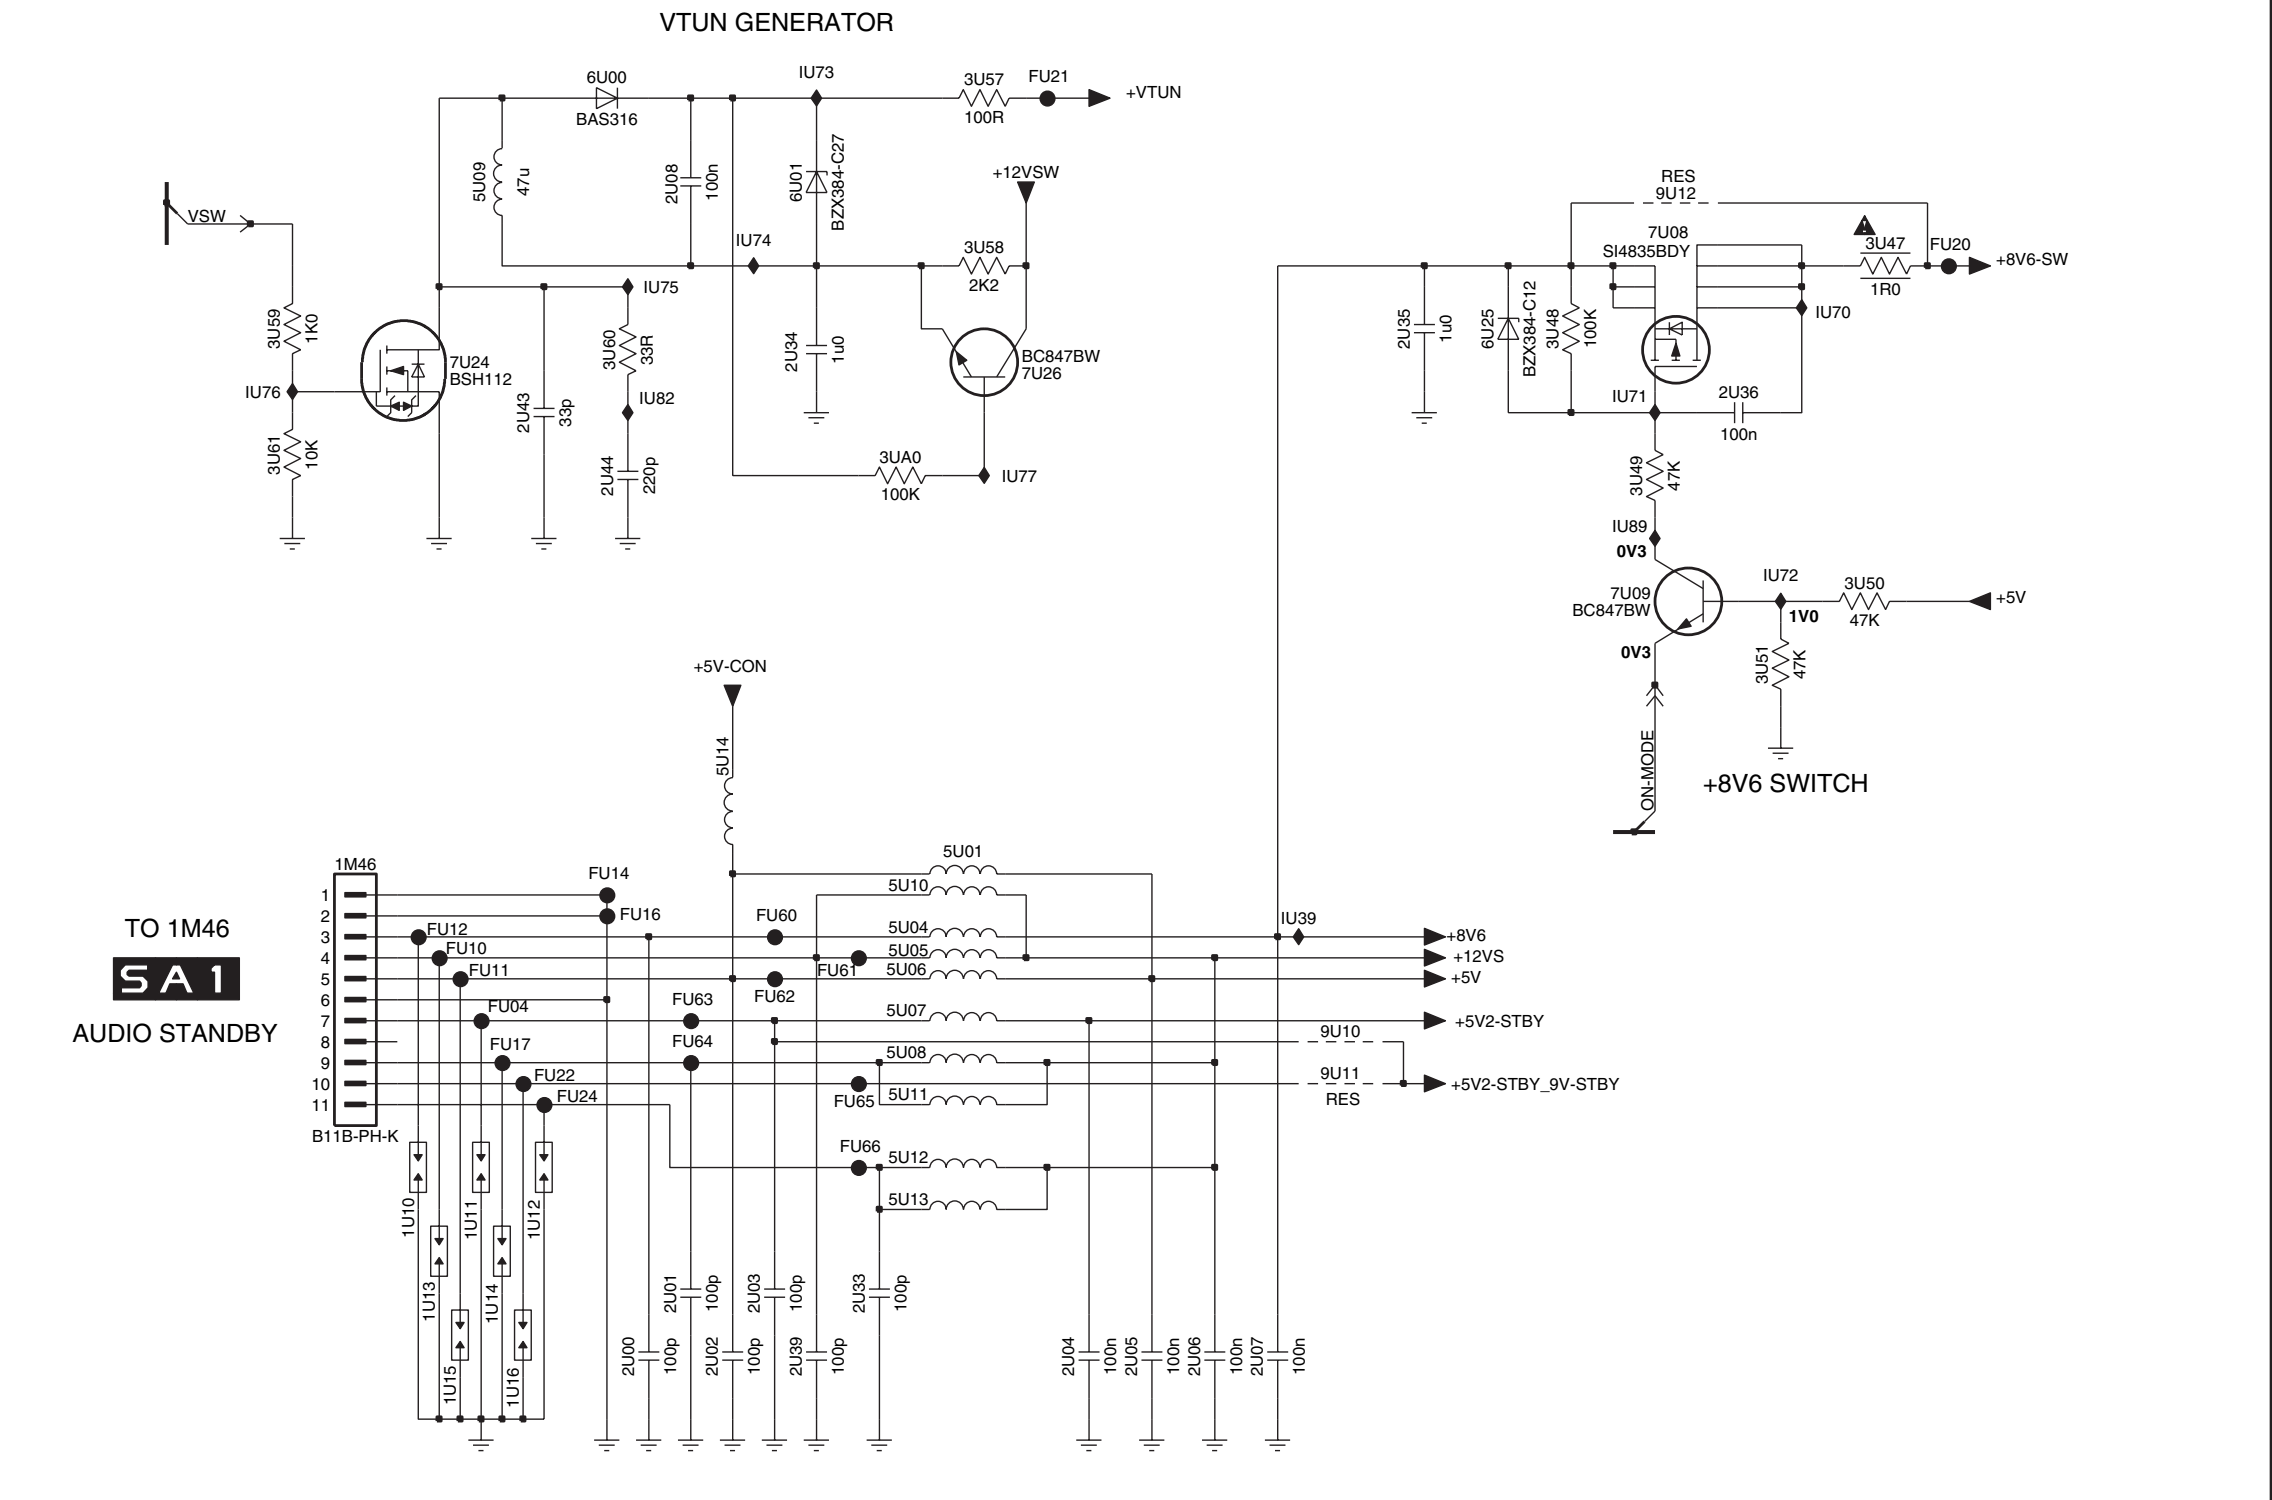 VTUN GENERATOR
6U00
BAS316
IU73
3U57
100R
FU21
+VTUN
5U09
47u
2U08
100n
6U01
BZX384-C27
+12VSW
VSW
IU74
3U58
2K2
IU75
3U59
1K0
3U60
33R
2U34
1u0
BC847BW
7U26
7U24
BSH112
IU76
IU82
2U43
33p
3U61
10K
2U44
220p
3UA0
100K
IU77
RES
9U12
7U08
SI4835BDY
3U47
1R0
FU20
+8V6-SW
IU70
2U35
1u0
6U25
BZX384-C12
3U48
100K
IU71
2U36
100n
3U49
47K
IU89
0V3
7U09
BC847BW
IU72
1V0
3U50
47K
+5V
0V3
3U51
47K
ON-MODE
+8V6 SWITCH
+5V-CON
5U14
1M46
TO 1M46
SA1
AUDIO STANDBY
1
2
3
4
5
6
7
8
9
10
11
B11B-PH-K
FU14
FU16
FU12
FU10
FU11
FU04
FU17
FU22
FU24
FU60
FU61
FU62
FU63
FU64
FU65
FU66
5U01
5U10
5U04
5U05
5U06
5U07
5U08
5U11
5U12
5U13
IU39
+8V6
+12VS
+5V
+5V2-STBY
9U10
9U11
RES
+5V2-STBY_9V-STBY
1U10
1U11
1U12
1U13
1U14
1U15
1U16
2U01
100p
2U03
100p
2U33
100p
2U00
100p
2U02
100p
2U39
100p
2U04
100n
2U05
100n
2U06
100n
2U07
100n